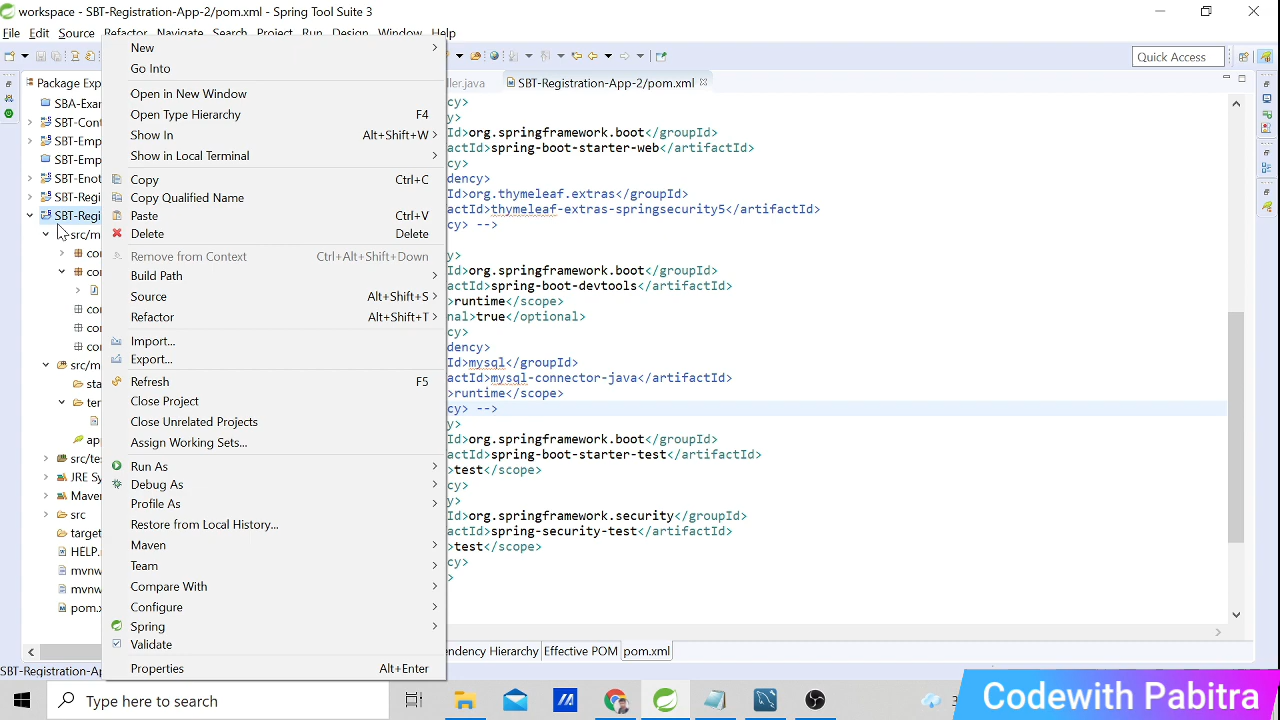 workspace - SBT-Registration-App-2/pom.xml - Spring Tool Suite 3
File Edit Source Refactor Navigate Search Project Run Design Window Help
Quick Access
Package Exp
ller.java
SBT-Registration-App-2/pom.xml
SBA-Exar
SBT-Cont
SBT-Emp
SBT-Emp
SBT-Enot
SBT-Regi
SBT-Regi
src/m
co
co
co
co
co
src/m
sta
ter
ap
src/te
JRE Sy
Mave
src
target
HELP.
mvnw
mvnw
pom.x
New
Go Into
Open in New Window
Open Type Hierarchy F4
Show In Alt+Shift+W
Show in Local Terminal
Copy Ctrl+C
Copy Qualified Name
Paste Ctrl+V
Delete Delete
Remove from Context Ctrl+Alt+Shift+Down
Build Path
Source Alt+Shift+S
Refactor Alt+Shift+T
Import...
Export...
Refresh F5
Close Project
Close Unrelated Projects
Assign Working Sets...
Run As
Debug As
Profile As
Restore from Local History...
Maven
Team
Compare With
Configure
Spring
Validate
Properties Alt+Enter
cy>
y>
Id>org.springframework.boot</groupId>
actId>spring-boot-starter-web</artifactId>
cy>
dency>
Id>org.thymeleaf.extras</groupId>
actId>thymeleaf-extras-springsecurity5</artifactId>
cy> -->
y>
Id>org.springframework.boot</groupId>
actId>spring-boot-devtools</artifactId>
>runtime</scope>
nal>true</optional>
cy>
dency>
Id>mysql</groupId>
actId>mysql-connector-java</artifactId>
>runtime</scope>
cy> -->
y>
Id>org.springframework.boot</groupId>
actId>spring-boot-starter-test</artifactId>
>test</scope>
cy>
y>
Id>org.springframework.security</groupId>
actId>spring-security-test</artifactId>
>test</scope>
cy>
>
endency Hierarchy Effective POM pom.xml
SBT-Registration-Ap
Type here to search
Codewith Pabitra